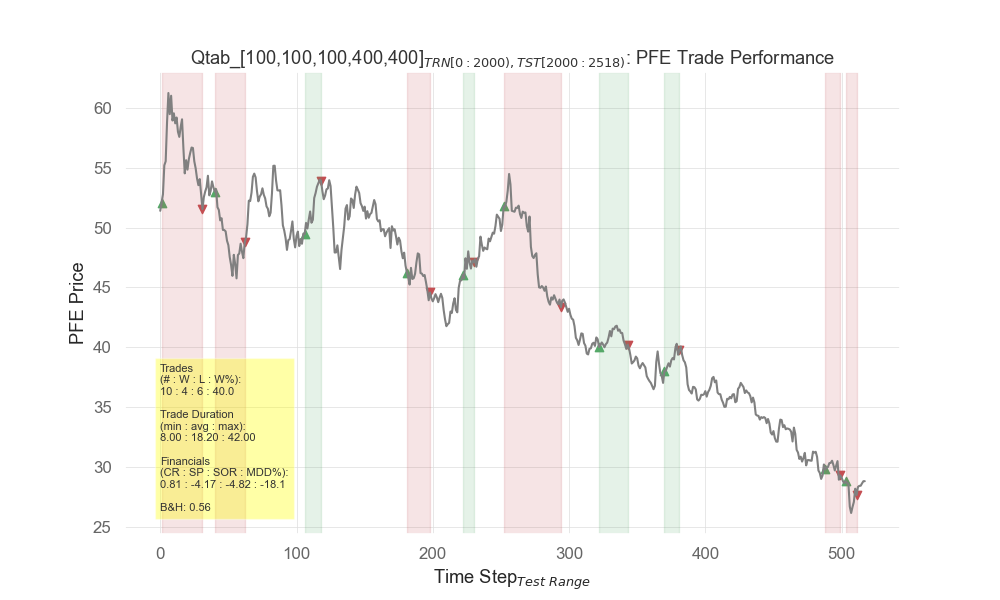 Qtab_[100,100,100,400,400]TRN[0 : 2000), TST[2000 : 2518): PFE Trade Performance
PFE Price
60
55
50
45
40
35
30
25
Trades
(# : W : L : W%):
10 : 4 : 6 : 40.0
Trade Duration
(min : avg : max):
8.00 : 18.20 : 42.00
Financials
(CR : SP : SOR : MDD%):
0.81 : -4.17 : -4.82 : -18.1
B&H: 0.56
0 100 200 300 400 500
Time StepTest Range